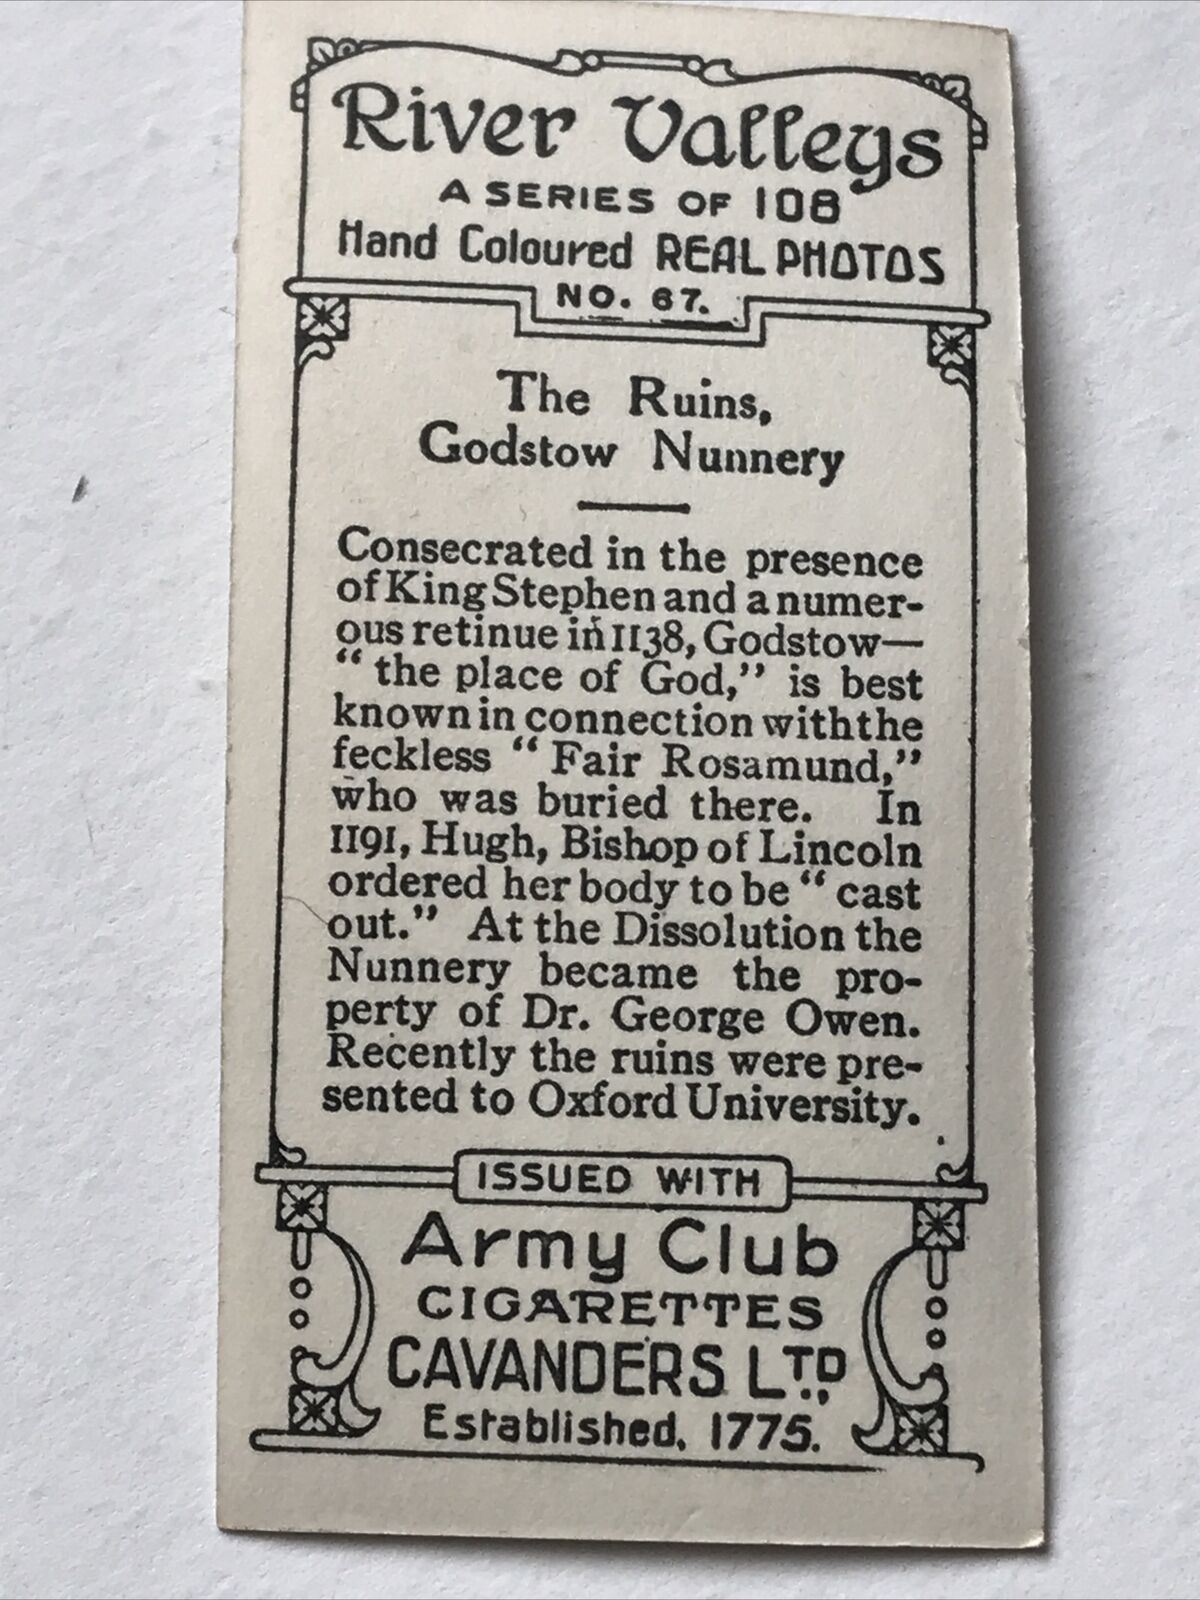 River Valleys
A SERIES OF 108
Hand Coloured REAL PHOTOS
NO. 67.
The Ruins,
Godstow Nunnery
Consecrated in the presence
of King Stephen and a numer-
ous retinue in 1138, Godstow—
“ the place of God,” is best
known in connection with the
feckless “ Fair Rosamund,”
who was buried there. In
1191, Hugh, Bishop of Lincoln
ordered her body to be “ cast
out.” At the Dissolution the
Nunnery became the pro-
perty of Dr. George Owen.
Recently the ruins were pre-
sented to Oxford University.
ISSUED WITH
Army Club
CIGARETTES
CAVANDERS LTD.,
Established. 1775.